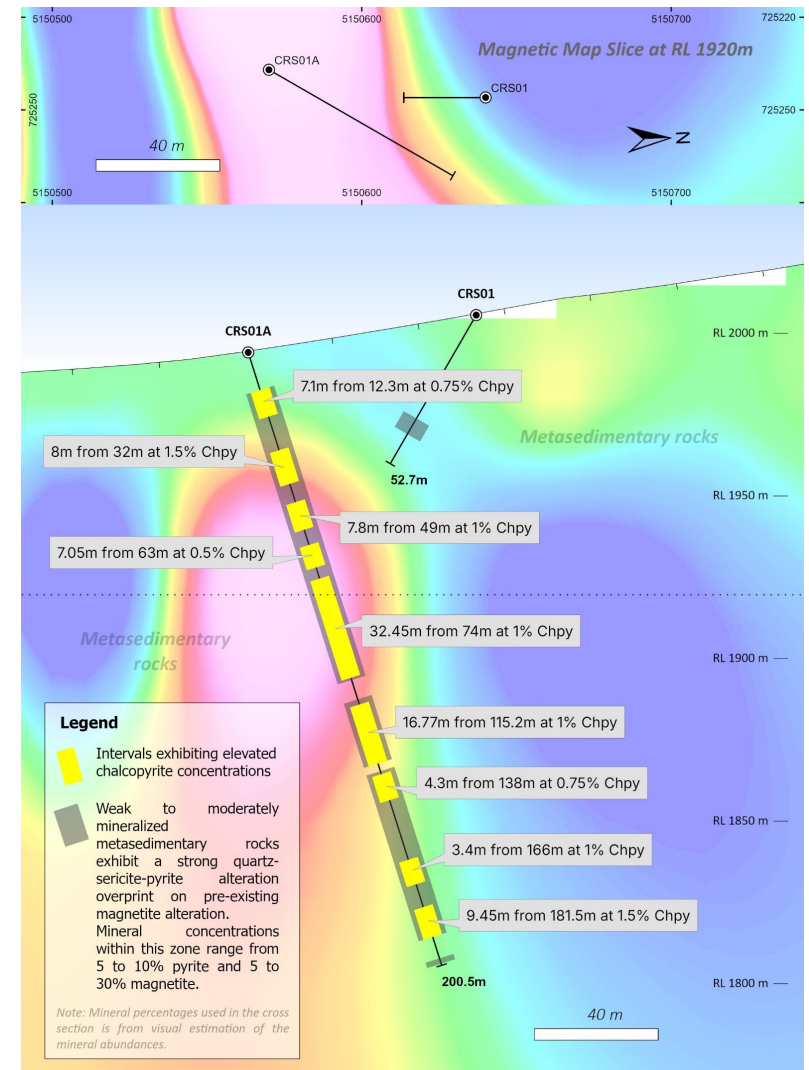 5150500
5150600
5150700
725220
Magnetic Map Slice at RL 1920m
CRS01A
CRS01
725250
725250
40 m
N
5150500
5150600
5150700
CRS01
CRS01A
RL 2000 m
7.1m from 12.3m at 0.75% Chpy
Metasedimentary rocks
8m from 32m at 1.5% Chpy
52.7m
RL 1950 m
7.8m from 49m at 1% Chpy
7.05m from 63m at 0.5% Chpy
32.45m from 74m at 1% Chpy
Metasedimentary
rocks
RL 1900 m
Legend
16.77m from 115.2m at 1% Chpy
Intervals exhibiting elevated
chalcopyrite concentrations
4.3m from 138m at 0.75% Chpy
Weak to moderately
mineralized
metasedimentary rocks
exhibit a strong quartz-
sericite-pyrite alteration
overprint on pre-existing
magnetite alteration.
Mineral concentrations
within this zone range from
5 to 10% pyrite and 5 to
30% magnetite.
RL 1850 m
3.4m from 166m at 1% Chpy
9.45m from 181.5m at 1.5% Chpy
200.5m
RL 1800 m
Note: Mineral percentages used in the cross
section is from visual estimation of the
mineral abundances.
40 m